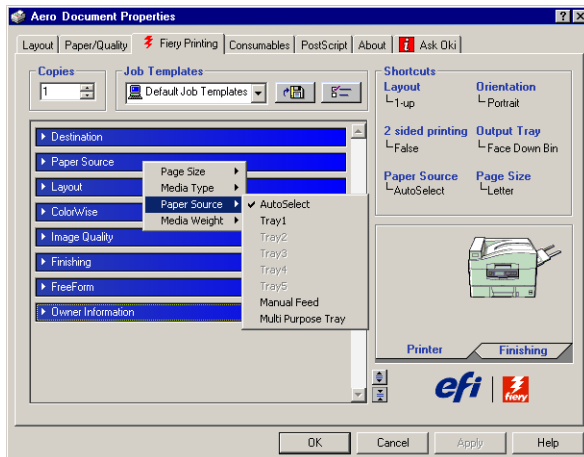 Aero Document Properties
Layout Paper/Quality Fiery Printing Consumables PostScript About Ask Oki
Copies
1
Job Templates
Default Job Templates
Shortcuts
Layout
1-up
Orientation
Portrait
2 sided printing
False
Output Tray
Face Down Bin
Paper Source
AutoSelect
Page Size
Letter
Destination
Paper Source
Layout
ColorWise
Image Quality
Finishing
FreeForm
Owner Information
Page Size
Media Type
Paper Source
Media Weight
AutoSelect
Tray1
Tray2
Tray3
Tray4
Tray5
Manual Feed
Multi Purpose Tray
Printer
Finishing
efi
fiery
OK Cancel Apply Help